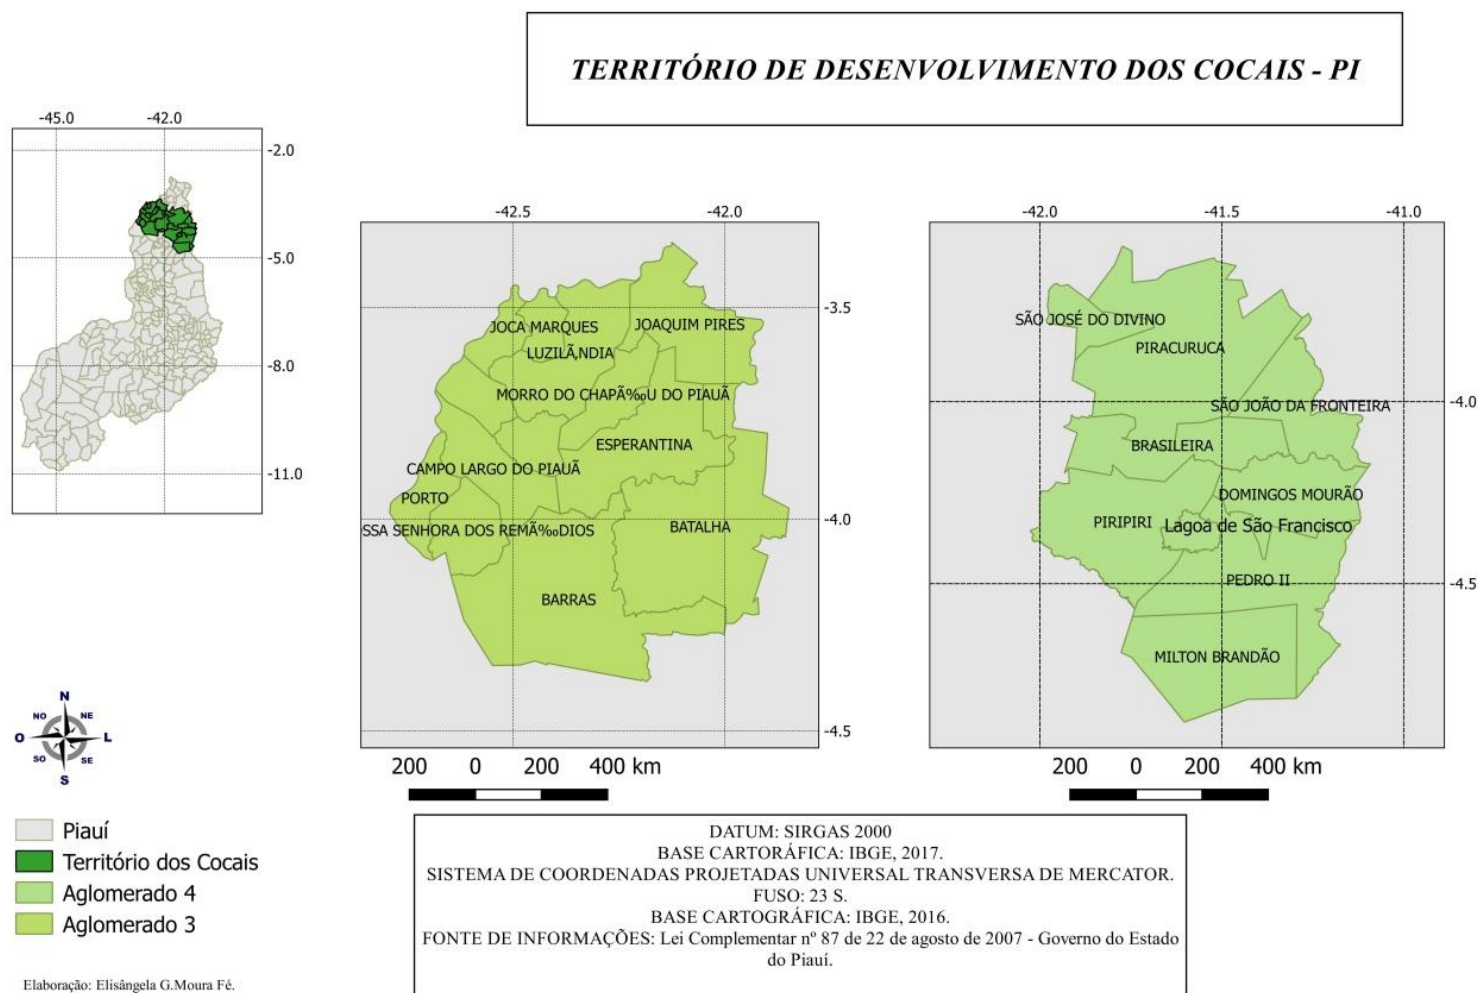 TERRITÓRIO DE DESENVOLVIMENTO DOS COCAIS - PI
-45.0 -42.0
-2.0
-5.0
-8.0
-11.0
-42.5 -42.0
-3.5
-4.0
-4.5
JOCA MARQUES
JOAQUIM PIRES
LUZILÃ‚NDIA
MORRO DO CHAPÃ‰U DO PIAUÃ
ESPERANTINA
CAMPO LARGO DO PIAUÃ
PORTO
SSA SENHORA DOS REMÃ‰DIOS
BATALHA
BARRAS
200 0 200 400 km
-42.0 -41.5 -41.0
-4.0
-4.5
SÃO JOSÉ DO DIVINO
PIRACURUCA
SÃO JOÃO DA FRONTEIRA
BRASILEIRA
DOMINGOS MOURÃO
PIRIPIRI
Lagoa de São Francisco
PEDRO II
MILTON BRANDÃO
200 0 200 400 km
N
NO NE
O L
SO SE
S
Piauí
Território dos Cocais
Aglomerado 4
Aglomerado 3
DATUM: SIRGAS 2000
BASE CARTORÁFICA: IBGE, 2017.
SISTEMA DE COORDENADAS PROJETADAS UNIVERSAL TRANSVERSA DE MERCATOR.
FUSO: 23 S.
BASE CARTOGRÁFICA: IBGE, 2016.
FONTE DE INFORMAÇÕES: Lei Complementar nº 87 de 22 de agosto de 2007 - Governo do Estado
do Piauí.
Elaboração: Elisângela G.Moura Fé.